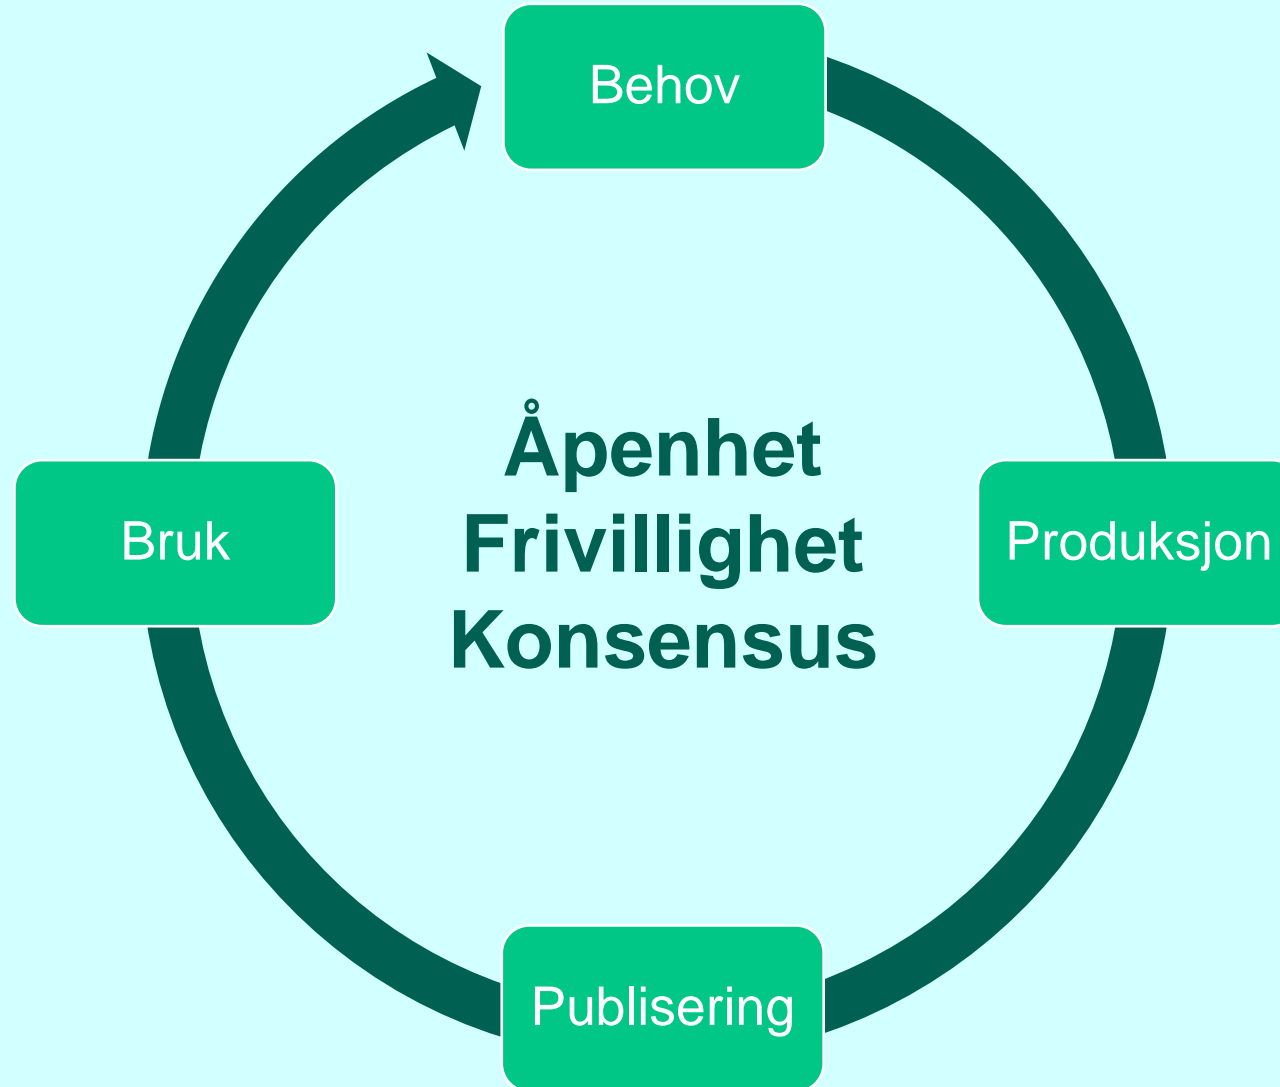 Behov
Åpenhet
Frivillighet
Konsensus
Bruk
Produksjon
Publisering